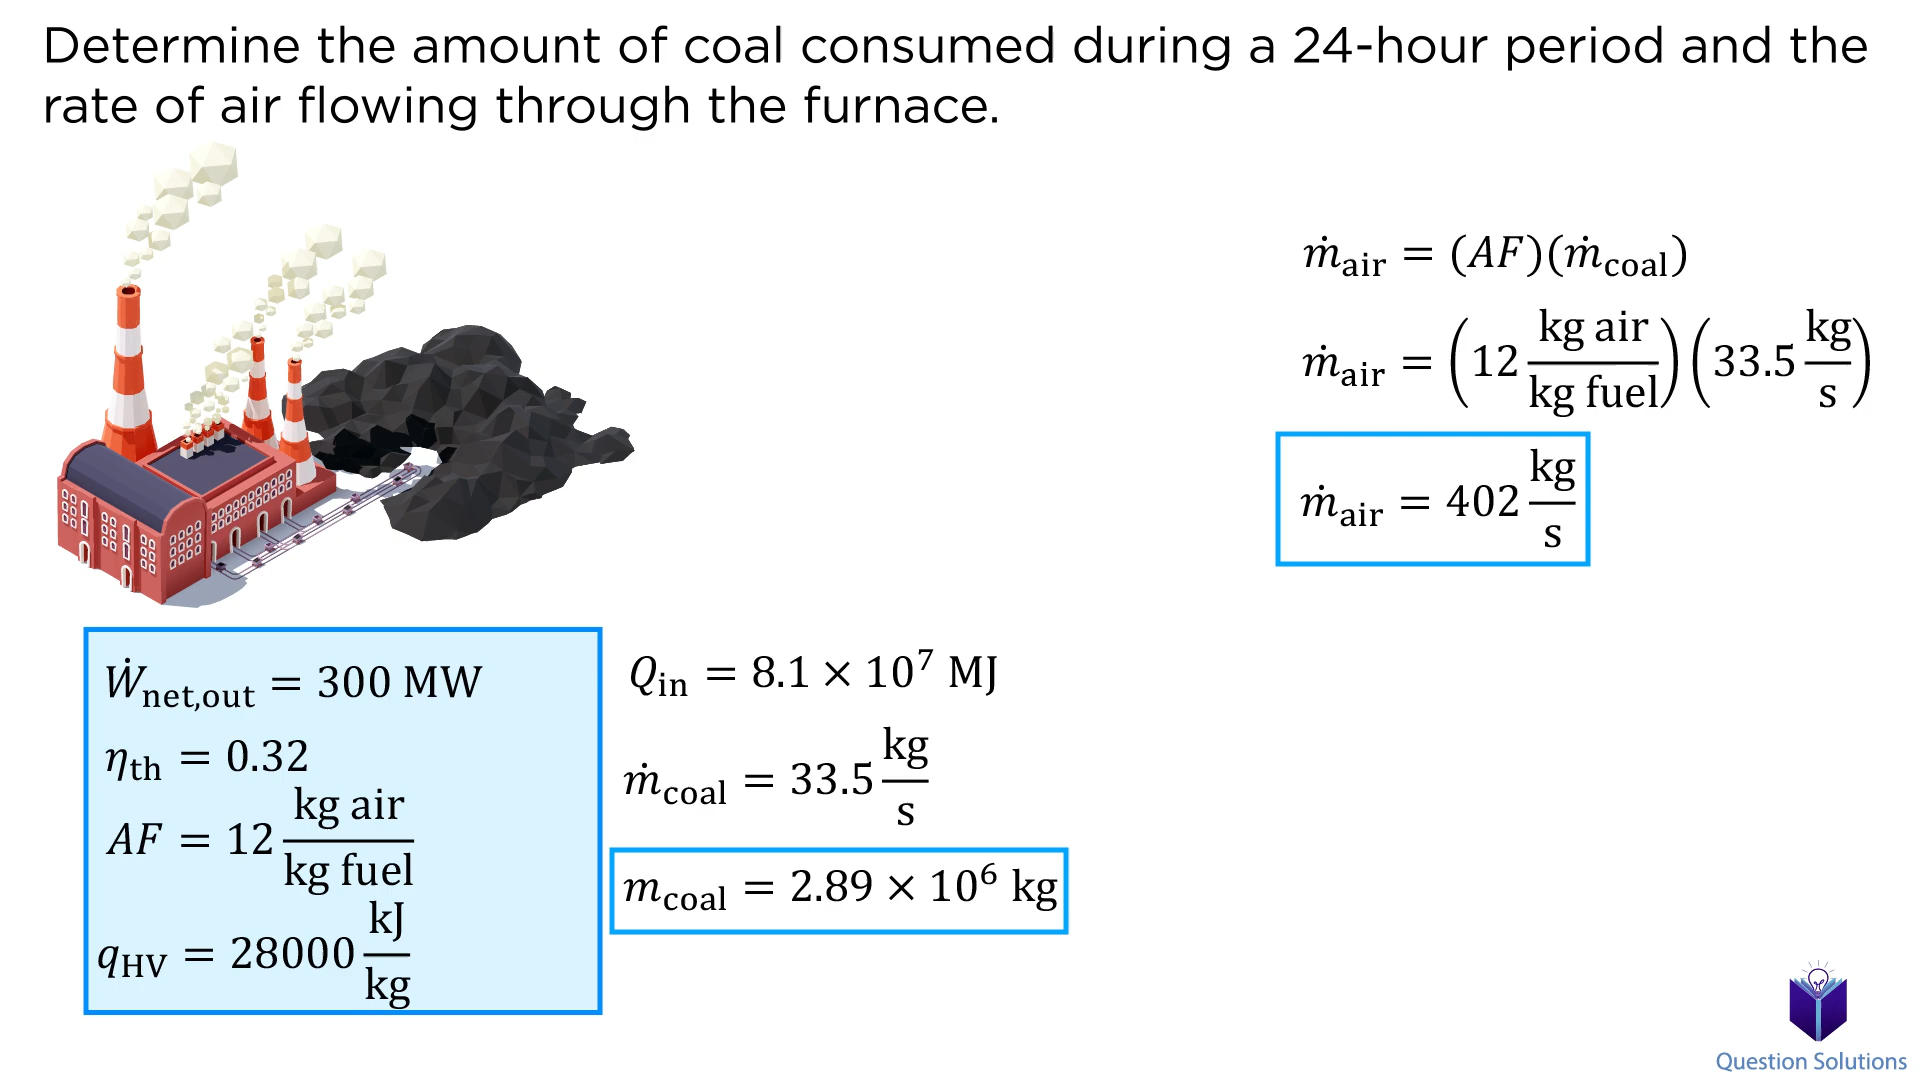 Determine the amount of coal consumed during a 24-hour period and the
rate of air flowing through the furnace.
ṁ_air = (AF)(ṁ_coal)
ṁ_air = (12 kg air/kg fuel)(33.5 kg/s)
ṁ_air = 402 kg/s
Ẇ_net,out = 300 MW
η_th = 0.32
AF = 12 kg air/kg fuel
q_HV = 28000 kJ/kg
Q_in = 8.1 × 10⁷ MJ
ṁ_coal = 33.5 kg/s
m_coal = 2.89 × 10⁶ kg
Question Solutions